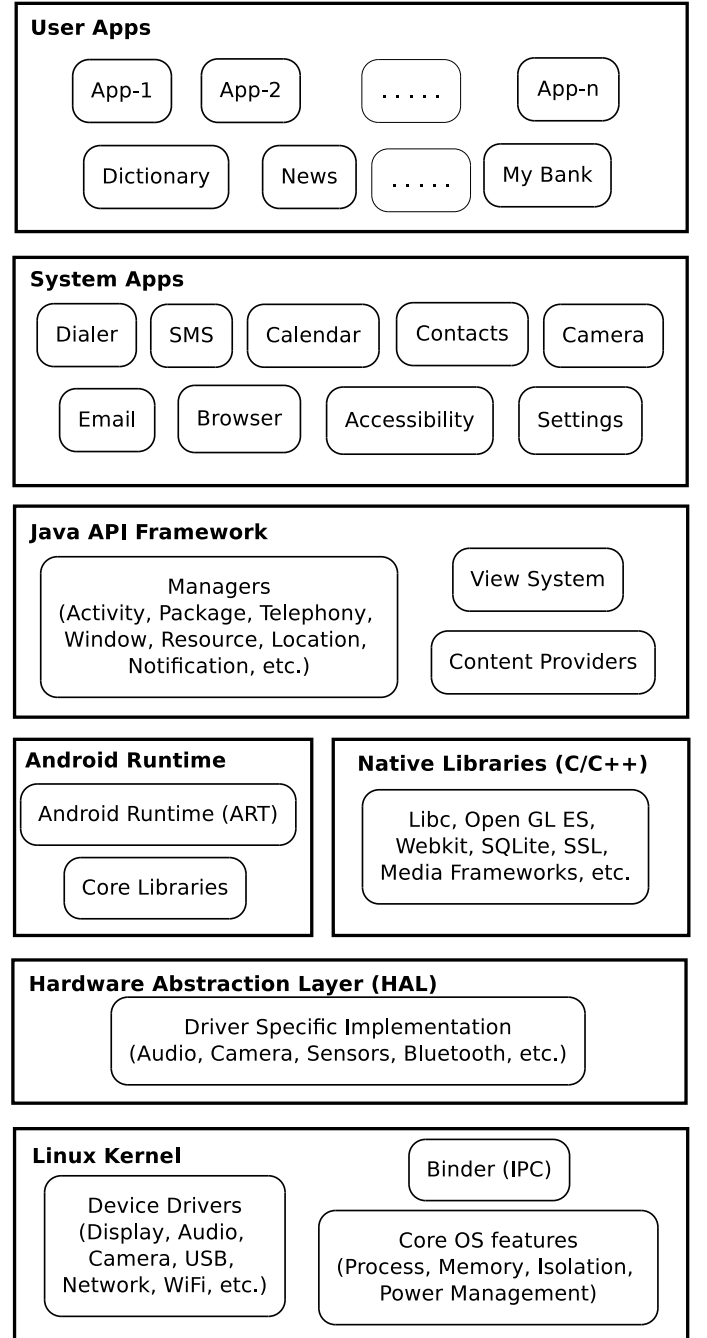 User Apps
App-1
App-2
.....
App-n
Dictionary
News
.....
My Bank
System Apps
Dialer
SMS
Calendar
Contacts
Camera
Email
Browser
Accessibility
Settings
Java API Framework
Managers
(Activity, Package, Telephony,
Window, Resource, Location,
Notification, etc.)
View System
Content Providers
Android Runtime
Android Runtime (ART)
Core Libraries
Native Libraries (C/C++)
Libc, Open GL ES,
Webkit, SQLite, SSL,
Media Frameworks, etc.
Hardware Abstraction Layer (HAL)
Driver Specific Implementation
(Audio, Camera, Sensors, Bluetooth, etc.)
Linux Kernel
Device Drivers
(Display, Audio,
Camera, USB,
Network, WiFi, etc.)
Binder (IPC)
Core OS features
(Process, Memory, Isolation,
Power Management)